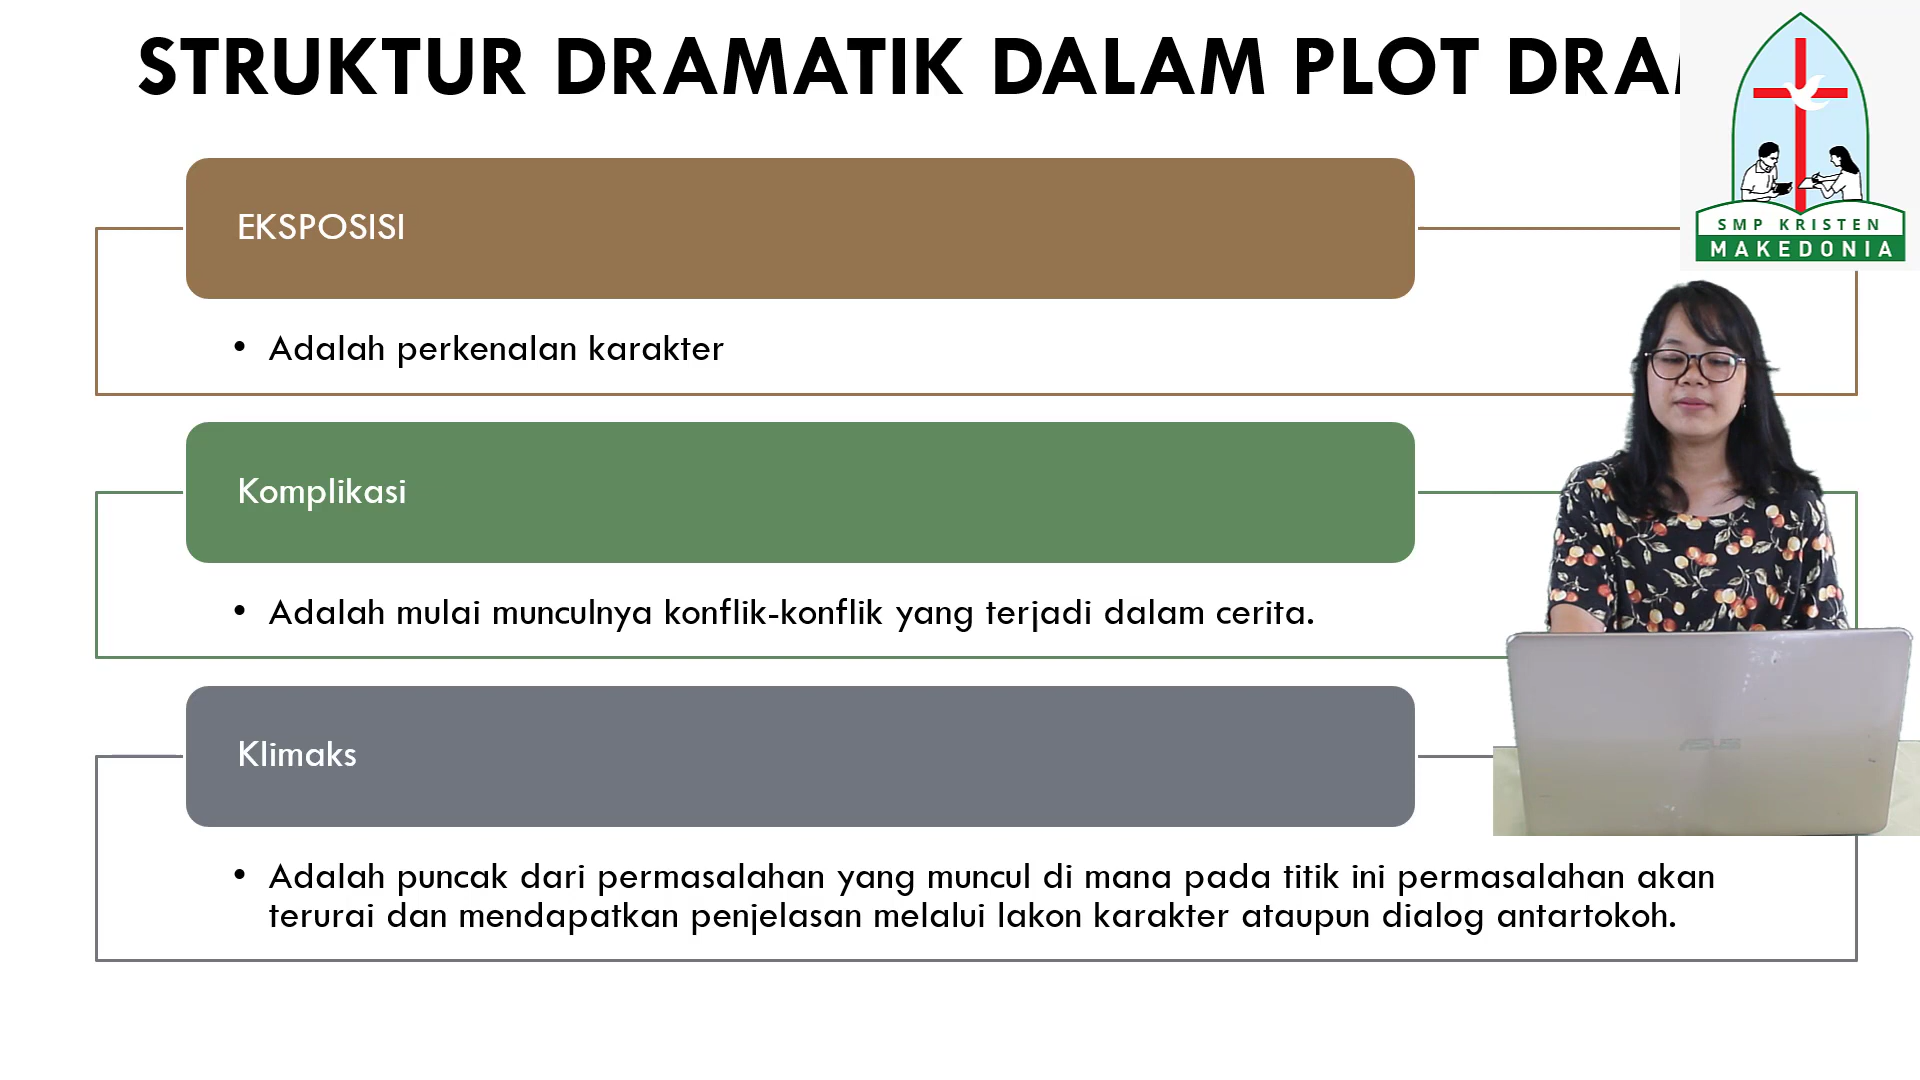 STRUKTUR DRAMATIK DALAM PLOT
SMP KRISTEN
MAKEDONIA
EKSPOSISI
• Adalah perkenalan karakter
Komplikasi
• Adalah mulai munculnya konflik-konflik yang terjadi dalam cerita.
Klimaks
• Adalah puncak dari permasalahan yang muncul di mana pada titik ini permasalahan akan
terurai dan mendapatkan penjelasan melalui lakon karakter ataupun dialog antartokoh.
ASUS